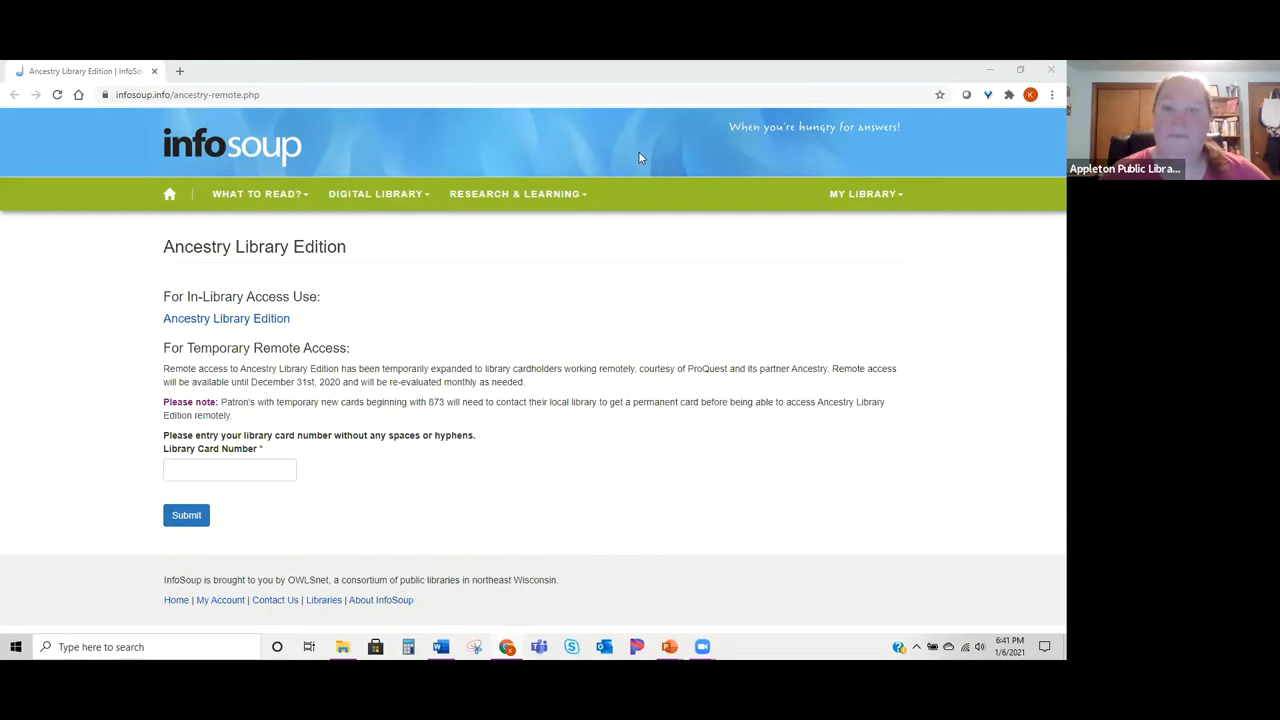 Ancestry Library Edition | InfoSo
infosoup.info/ancestry-remote.php
K
When you're hungry for answers!
infosoup
WHAT TO READ?
DIGITAL LIBRARY
RESEARCH & LEARNING
MY LIBRARY
Appleton Public Libra...
Ancestry Library Edition
For In-Library Access Use:
Ancestry Library Edition
For Temporary Remote Access:
Remote access to Ancestry Library Edition has been temporarily expanded to library cardholders working remotely, courtesy of ProQuest and its partner Ancestry. Remote access
will be available until December 31st, 2020 and will be re-evaluated monthly as needed.
Please note: Patron's with temporary new cards beginning with 873 will need to contact their local library to get a permanent card before being able to access Ancestry Library
Edition remotely.
Please entry your library card number without any spaces or hyphens.
Library Card Number *
Submit
InfoSoup is brought to you by OWLSnet, a consortium of public libraries in northeast Wisconsin.
Home | My Account | Contact Us | Libraries | About InfoSoup
Type here to search
6:41 PM
1/6/2021